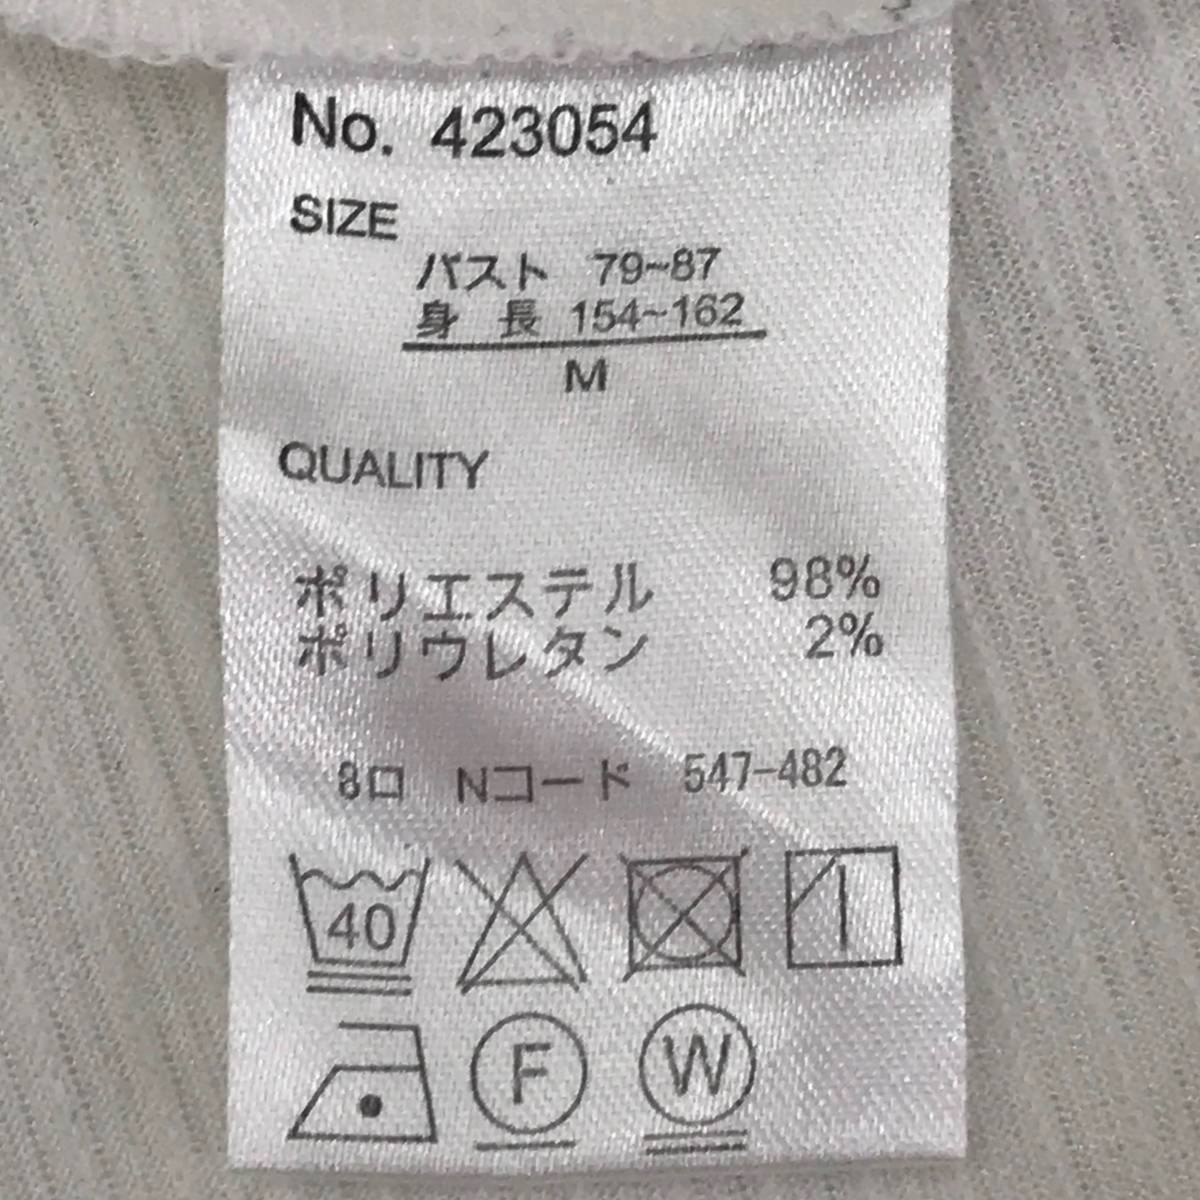 No. 423054
SIZE
バスト 79~87
身長 154~162
M
QUALITY
ポリエステル 98%
ポリウレタン 2%
8口 Nコード 547-482
40
F W